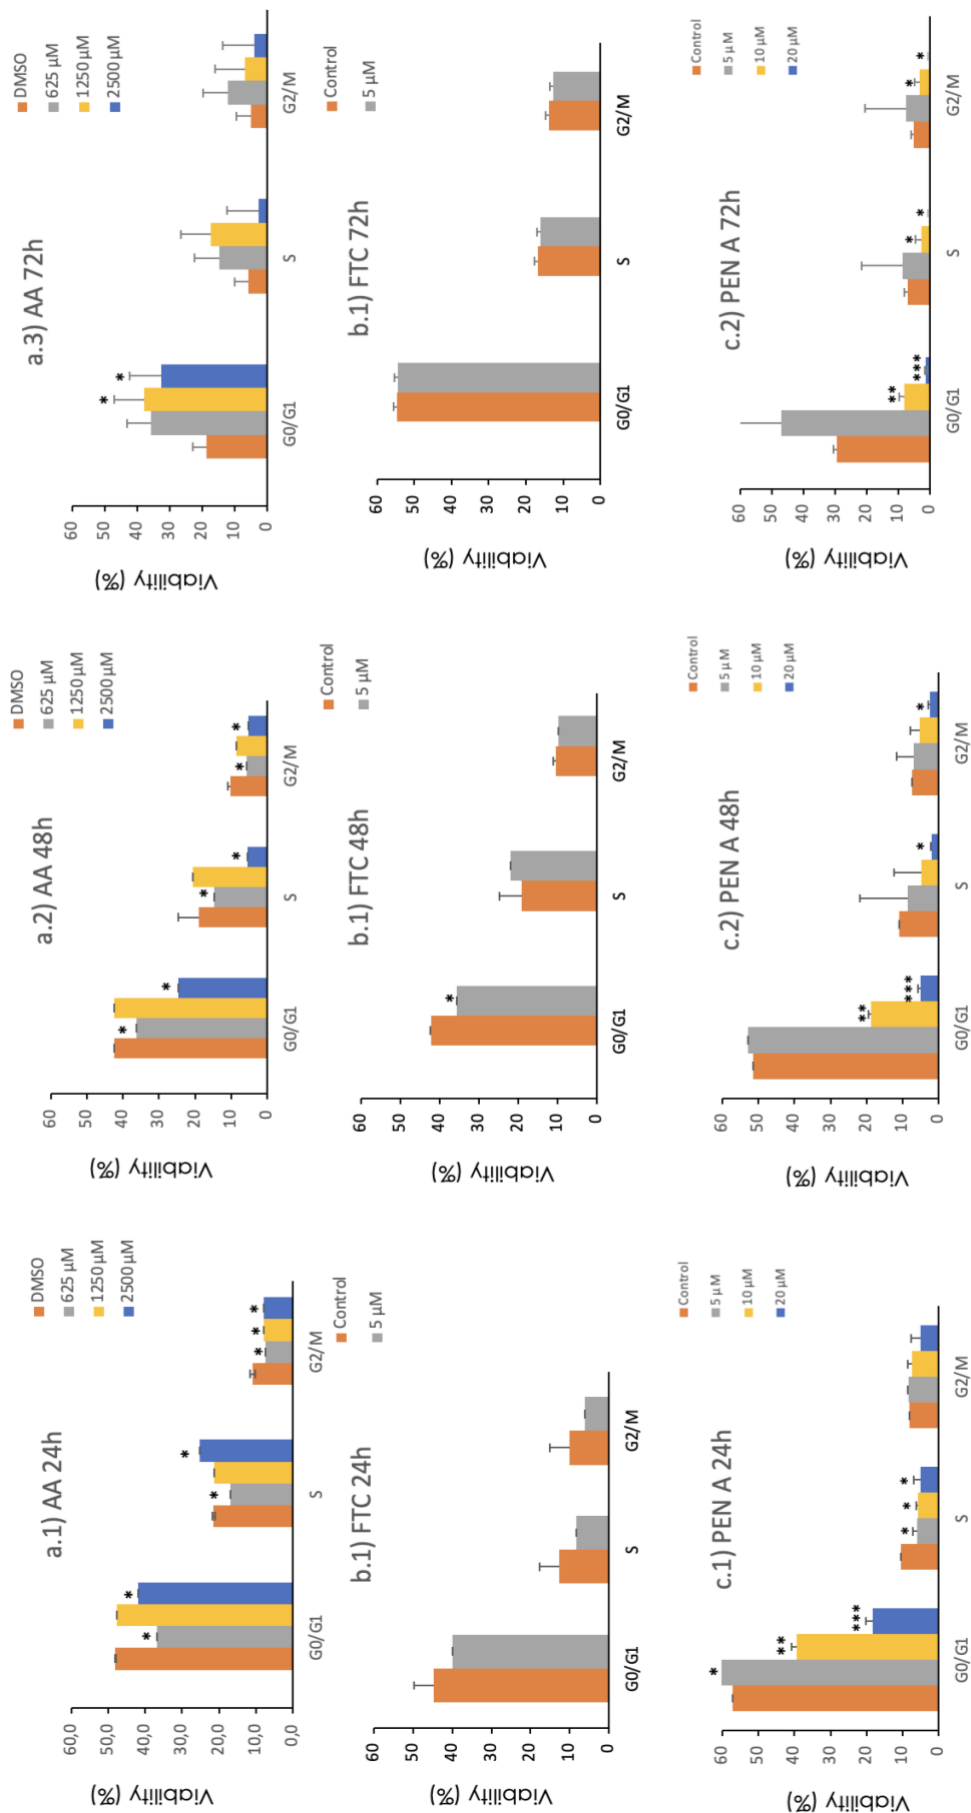 a.1) AA 24h
Viability (%)
60,0
50,0
40,0
30,0
20,0
10,0
0,0
* * * * * * *
G0/G1 S G2/M
DMSO
625 µM
1250 µM
2500 µM
a.2) AA 48h
Viability (%)
60
50
40
30
20
10
0
* * * * * *
G0/G1 S G2/M
DMSO
625 µM
1250 µM
2500 µM
a.3) AA 72h
Viability (%)
60
50
40
30
20
10
0
* *
G0/G1 S G2/M
DMSO
625 µM
1250 µM
2500 µM
b.1) FTC 24h
Viability (%)
60
50
40
30
20
10
0
G0/G1 S G2/M
Control
5 µM
b.1) FTC 48h
Viability (%)
60
50
40
30
20
10
0
*
G0/G1 S G2/M
Control
5 µM
b.1) FTC 72h
Viability (%)
60
50
40
30
20
10
0
G0/G1 S G2/M
Control
5 µM
c.1) PEN A 24h
Viability (%)
60
50
40
30
20
10
0
* ** *** * * *
G0/G1 S G2/M
Control
5 µM
10 µM
20 µM
c.2) PEN A 48h
Viability (%)
60
50
40
30
20
10
0
** *** * *
G0/G1 S G2/M
Control
5 µM
10 µM
20 µM
c.2) PEN A 72h
Viability (%)
60
50
40
30
20
10
0
** *** * * * *
G0/G1 S G2/M
Control
5 µM
10 µM
20 µM